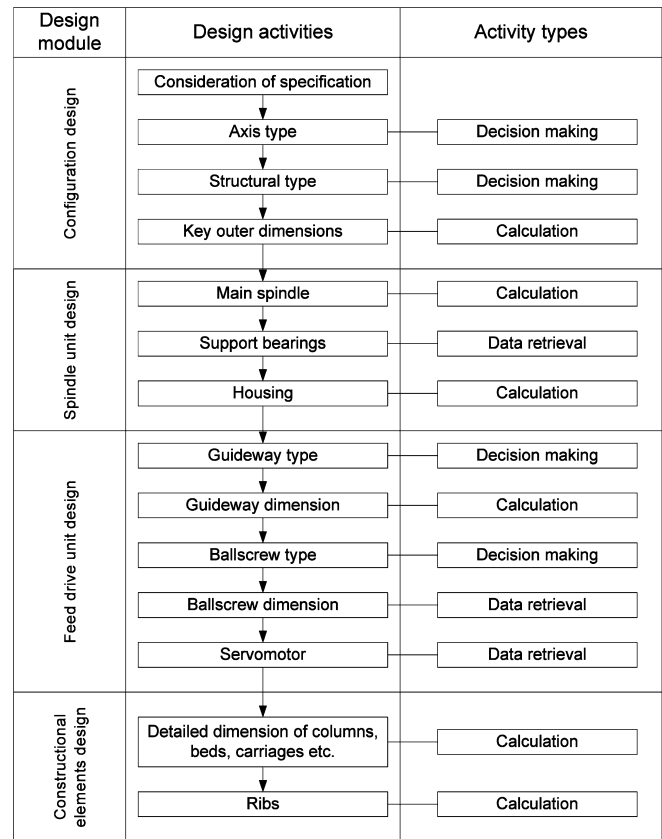 Design
module
Design activities
Activity types
Configuration design
Consideration of specification
Axis type
Decision making
Structural type
Decision making
Key outer dimensions
Calculation
Spindle unit design
Main spindle
Calculation
Support bearings
Data retrieval
Housing
Calculation
Feed drive unit design
Guideway type
Decision making
Guideway dimension
Calculation
Ballscrew type
Decision making
Ballscrew dimension
Data retrieval
Servomotor
Data retrieval
Constructional
elements design
Detailed dimension of columns,
beds, carriages etc.
Calculation
Ribs
Calculation